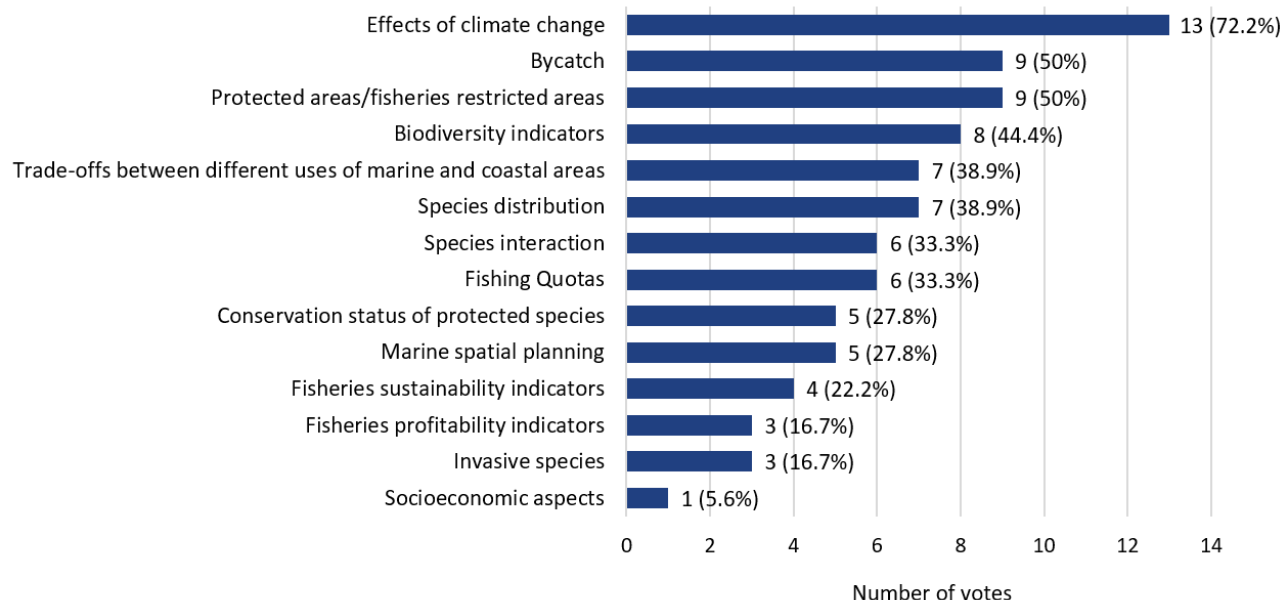 Effects of climate change 13 (72.2%)
Bycatch 9 (50%)
Protected areas/fisheries restricted areas 9 (50%)
Biodiversity indicators 8 (44.4%)
Trade-offs between different uses of marine and coastal areas 7 (38.9%)
Species distribution 7 (38.9%)
Species interaction 6 (33.3%)
Fishing Quotas 6 (33.3%)
Conservation status of protected species 5 (27.8%)
Marine spatial planning 5 (27.8%)
Fisheries sustainability indicators 4 (22.2%)
Fisheries profitability indicators 3 (16.7%)
Invasive species 3 (16.7%)
Socioeconomic aspects 1 (5.6%)
0 2 4 6 8 10 12 14
Number of votes